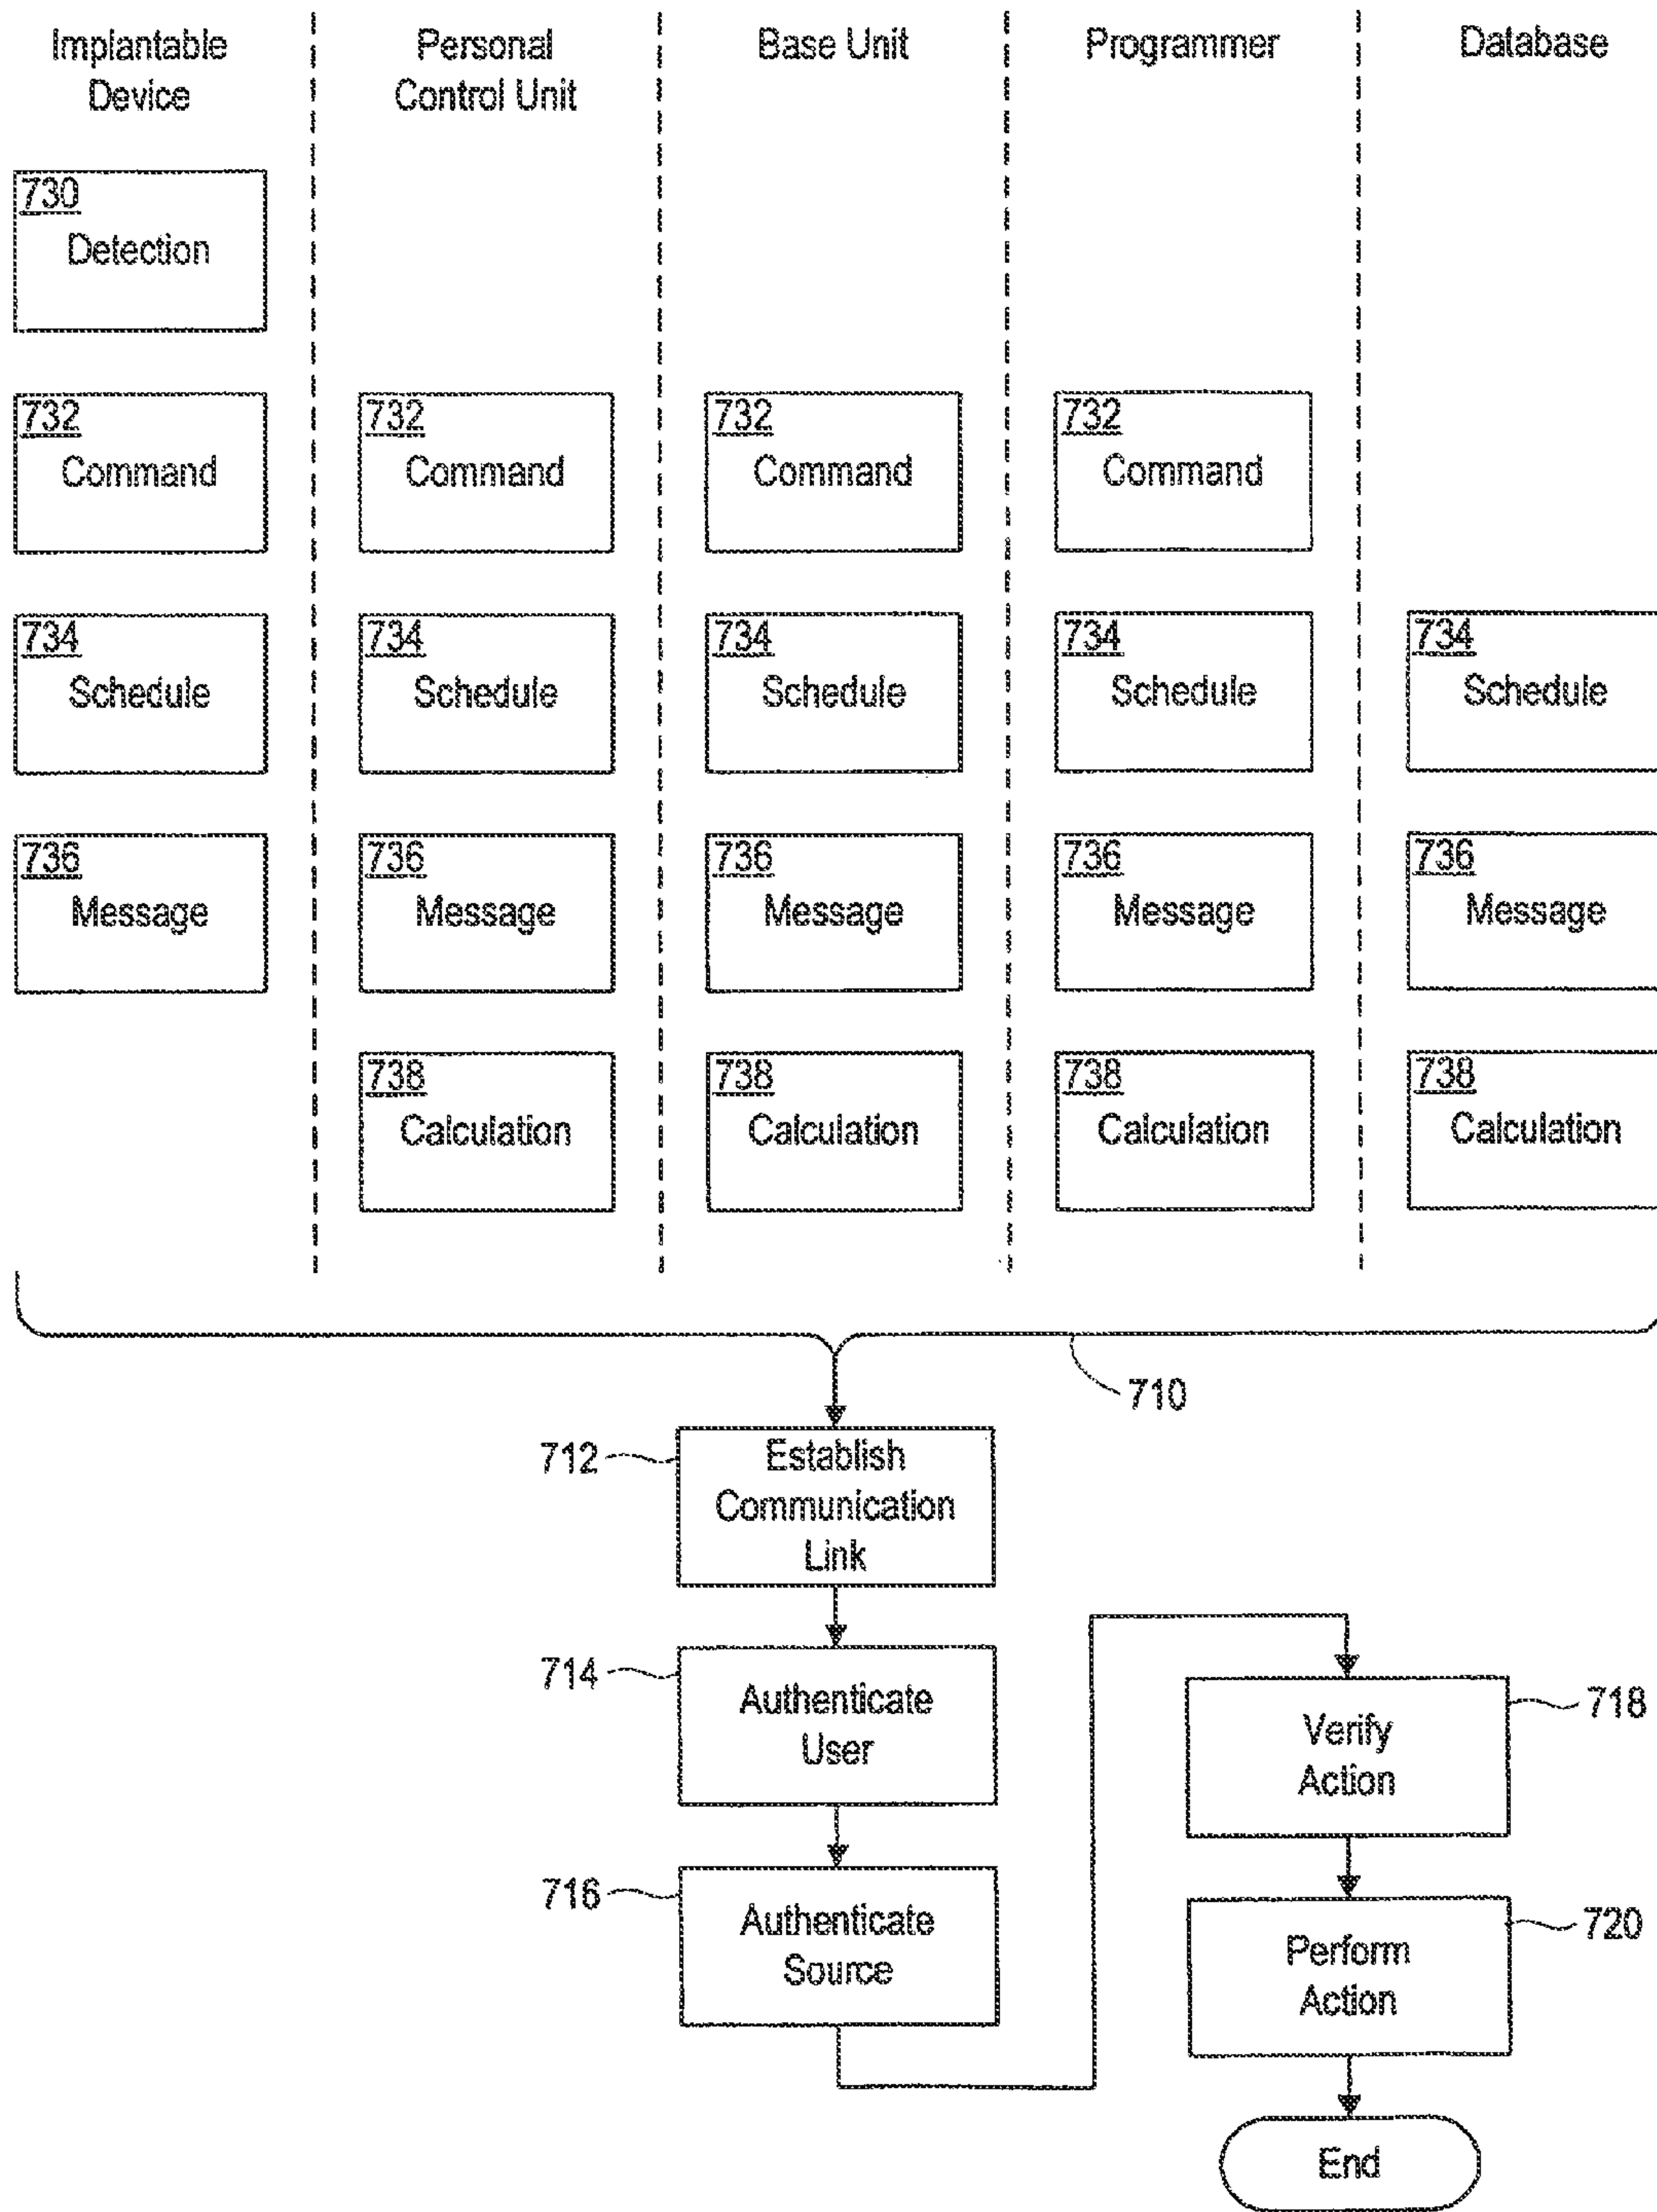 Implantable
Device
Personal
Control Unit
Base Unit
Programmer
Database
730
Detection
732
Command
732
Command
732
Command
732
Command
734
Schedule
734
Schedule
734
Schedule
734
Schedule
734
Schedule
736
Message
736
Message
736
Message
736
Message
736
Message
738
Calculation
738
Calculation
738
Calculation
738
Calculation
710
712
Establish
Communication
Link
714
Authenticate
User
716
Authenticate
Source
718
Verify
Action
720
Perform
Action
End